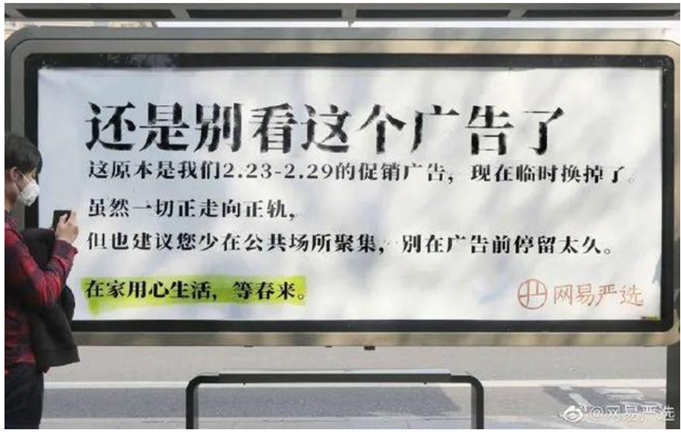 还是别看这个广告了
这原本是我们2.23-2.29的促销广告，现在临时换掉了。
虽然一切正走向正轨，
但也建议您少在公共场所聚集，别在广告前停留太久。
在家用心生活，等春来。
网易严选
@网易严选